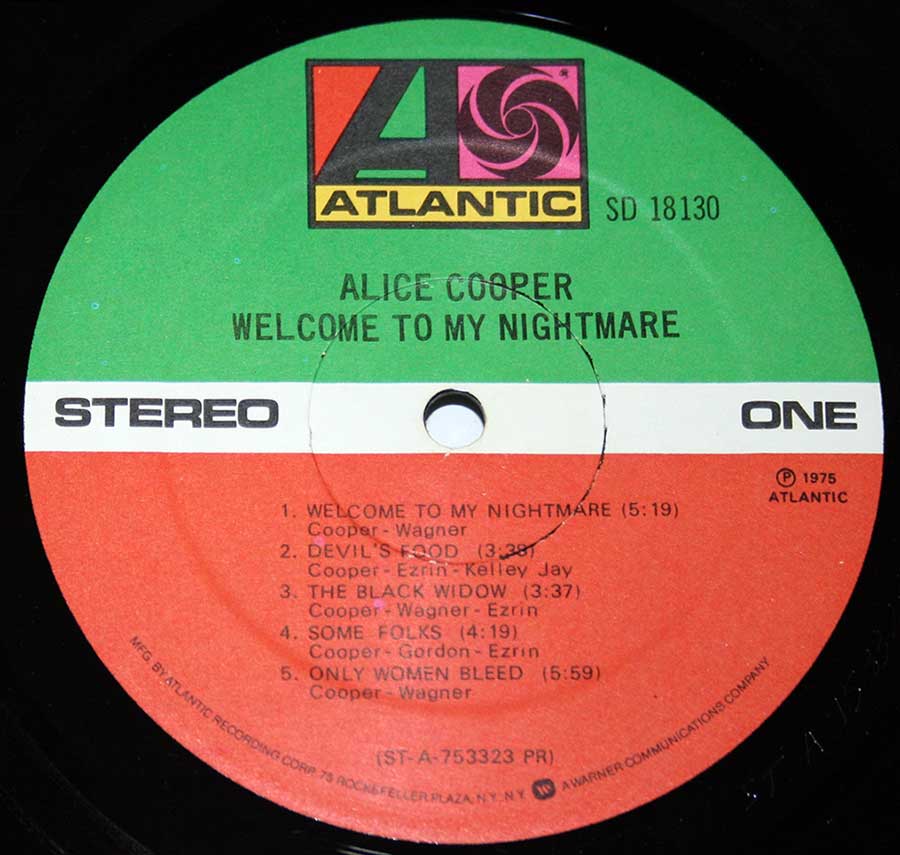 ATLANTIC ®
SD 18130
ALICE COOPER
WELCOME TO MY NIGHTMARE
STEREO
ONE
Ⓟ 1975
ATLANTIC
1. WELCOME TO MY NIGHTMARE (5:19)
Cooper - Wagner
2. DEVIL'S FOOD (3:38)
Cooper - Ezrin - Kelley Jay
3. THE BLACK WIDOW (3:37)
Cooper - Wagner - Ezrin
4. SOME FOLKS (4:19)
Cooper - Gordon - Ezrin
5. ONLY WOMEN BLEED (5:59)
Cooper - Wagner
(ST-A-753323 PR)
MFG. BY ATLANTIC RECORDING CORP. 75 ROCKEFELLER PLAZA, N.Y. N.Y. A WARNER COMMUNICATIONS COMPANY